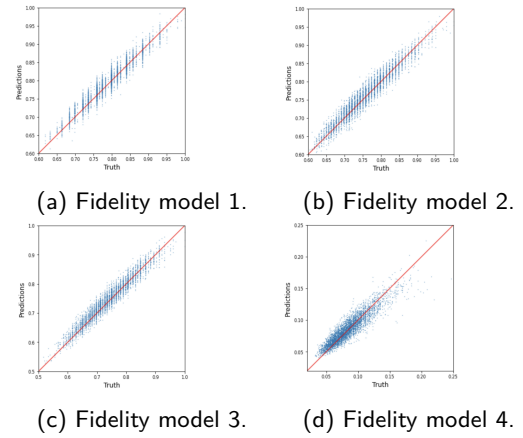 1.00
0.95
0.90
0.85
0.80
0.75
0.70
0.65
0.60
Predictions
0.60 0.65 0.70 0.75 0.80 0.85 0.90 0.95 1.00
Truth
(a) Fidelity model 1.
1.00
0.95
0.90
0.85
0.80
0.75
0.70
0.65
0.60
Predictions
0.60 0.65 0.70 0.75 0.80 0.85 0.90 0.95 1.00
Truth
(b) Fidelity model 2.
1.0
0.9
0.8
0.7
0.6
0.5
Predictions
0.5 0.6 0.7 0.8 0.9 1.0
Truth
(c) Fidelity model 3.
0.25
0.20
0.15
0.10
0.05
Predictions
0.05 0.10 0.15 0.20 0.25
Truth
(d) Fidelity model 4.